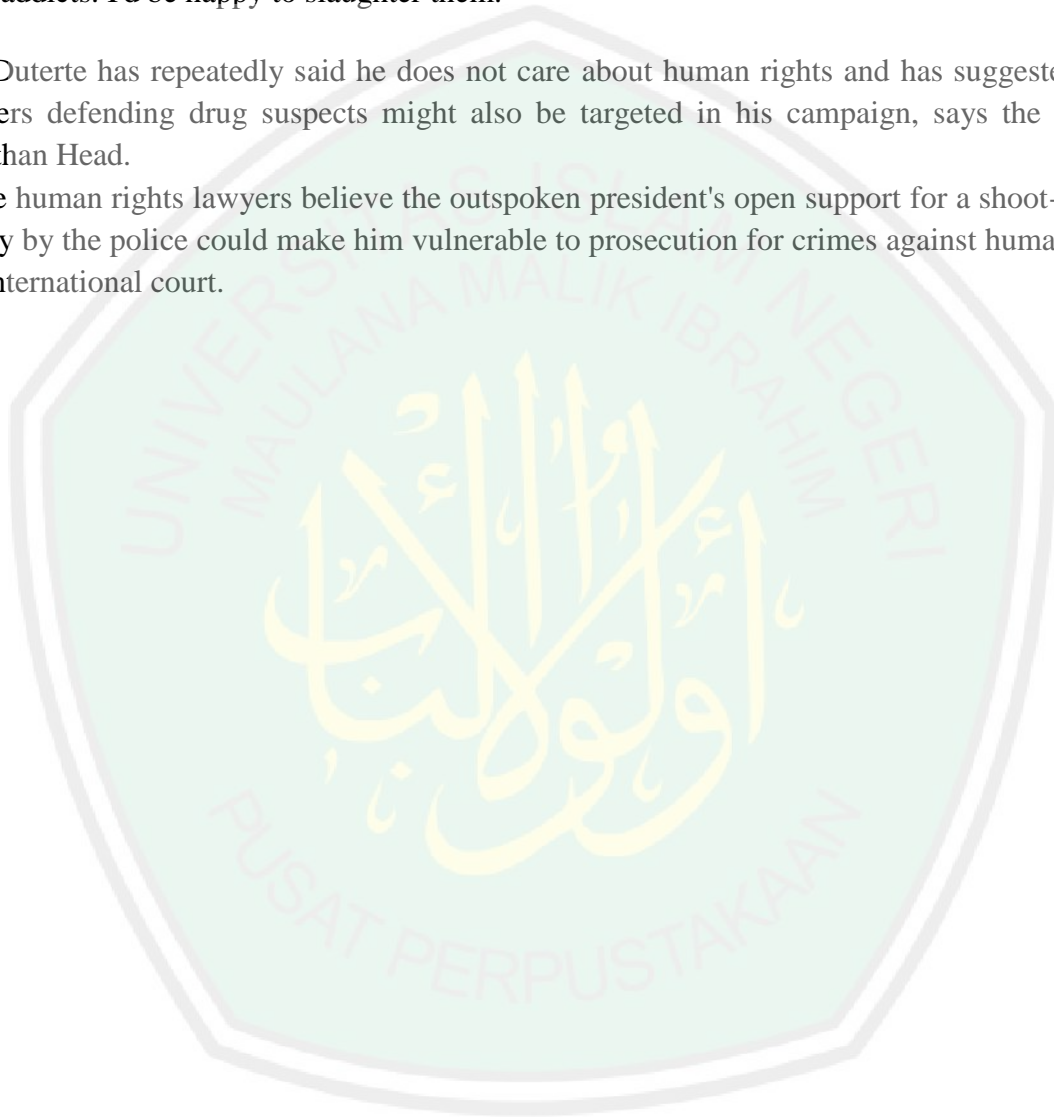 addicts. I'd be happy to slaughter them.
Duterte has repeatedly said he does not care about human rights and has suggeste
ers defending drug suspects might also be targeted in his campaign, says the
than Head.
e human rights lawyers believe the outspoken president's open support for a shoot-
y by the police could make him vulnerable to prosecution for crimes against huma
nternational court.
UNIVERSITAS ISLAM NEGERI
MAULANA MALIK IBRAHIM
أولو الألباب
PUSAT PERPUSTAKAAN